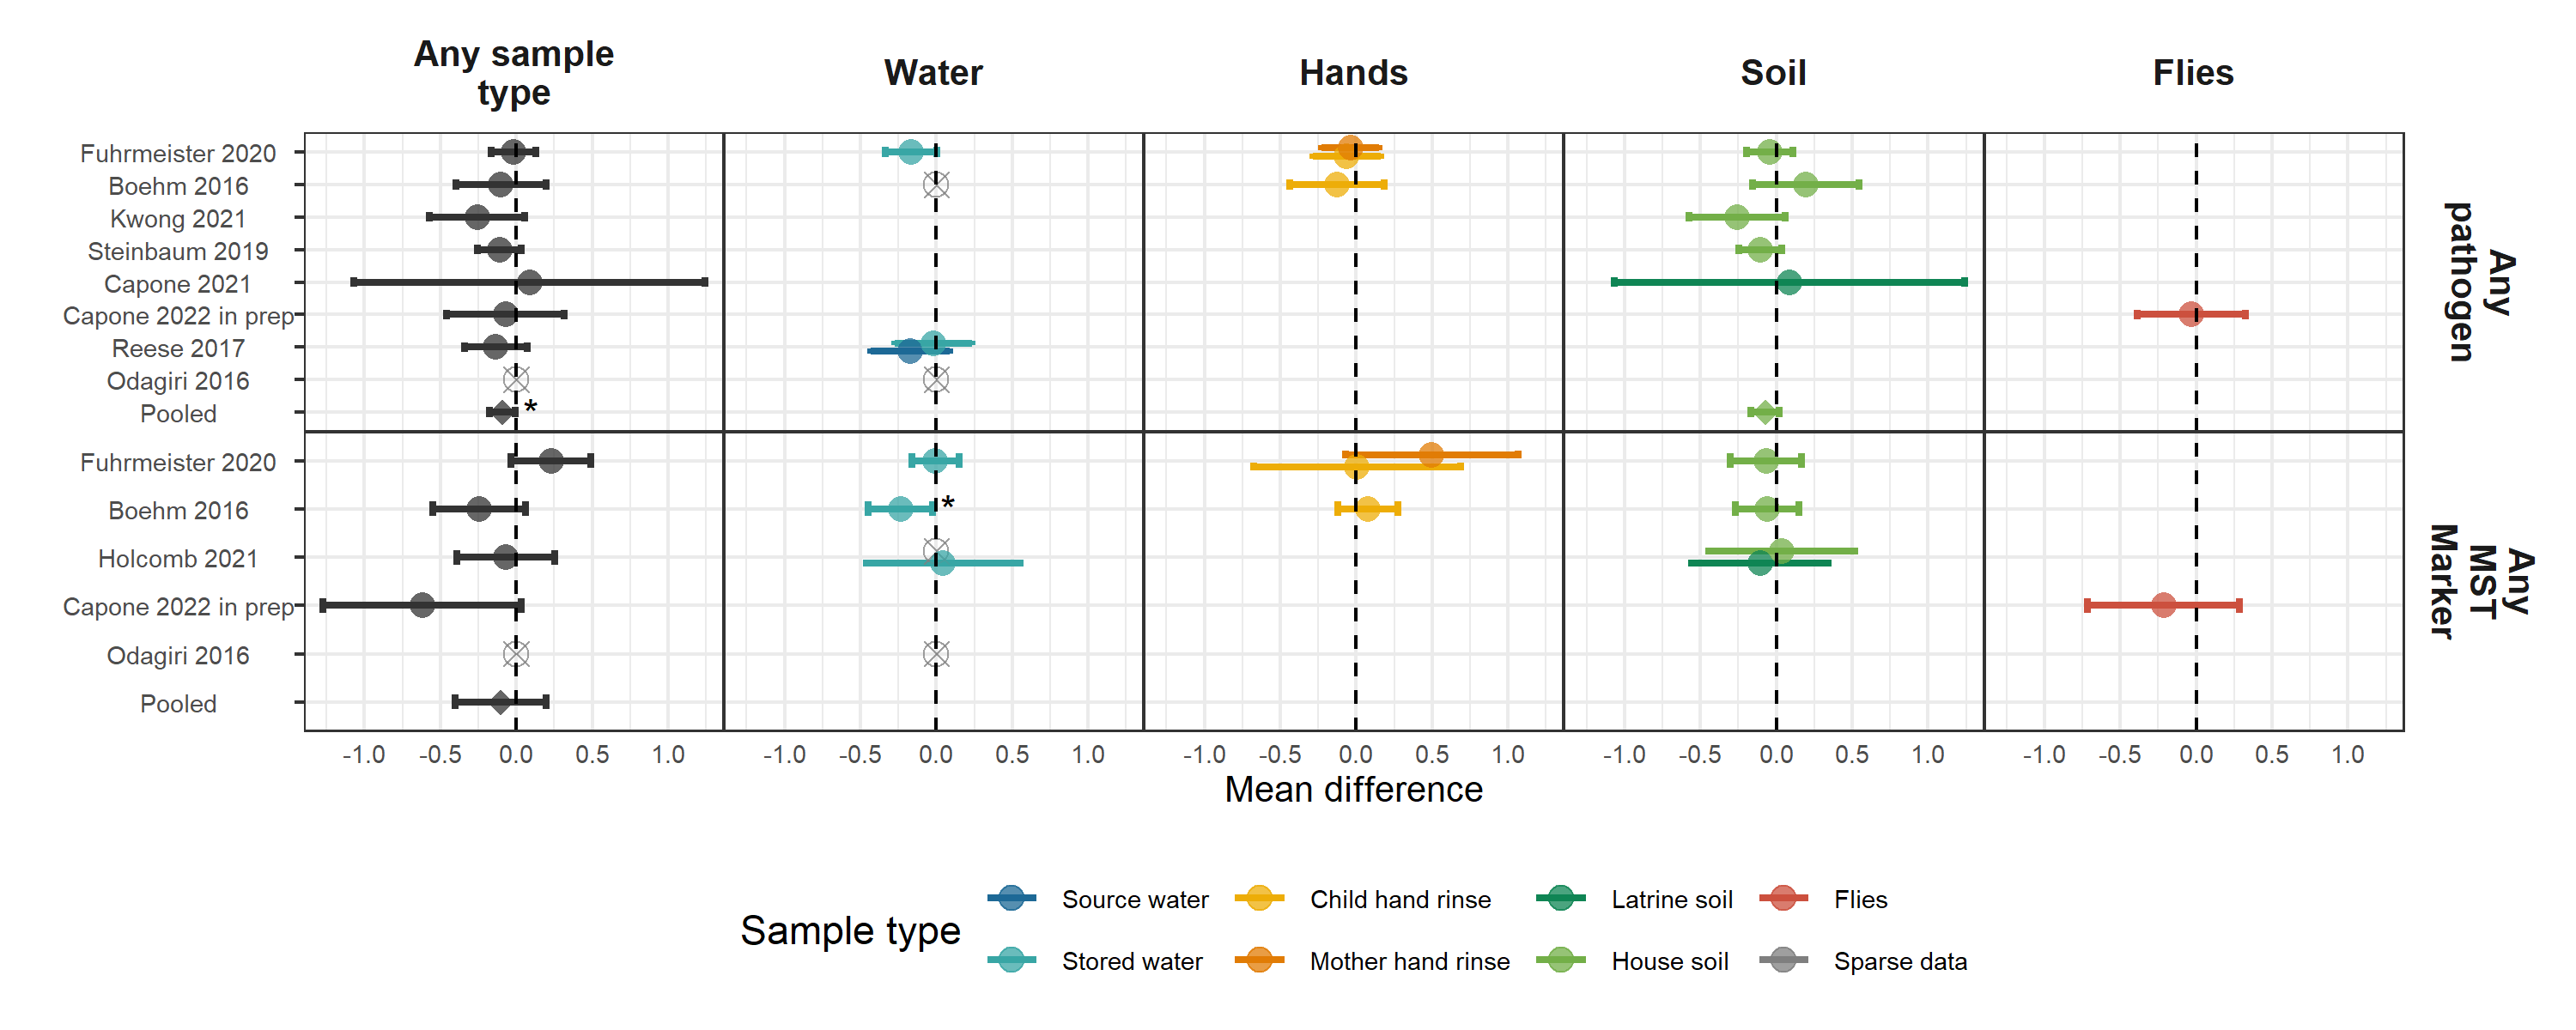 Any sample
type
Water
Hands
Soil
Flies
Fuhrmeister 2020
Boehm 2016
Kwong 2021
Steinbaum 2019
Capone 2021
Capone 2022 in prep
Reese 2017
Odagiri 2016
Pooled
*
Any
pathogen
Fuhrmeister 2020
Boehm 2016
Holcomb 2021
Capone 2022 in prep
Odagiri 2016
Pooled
*
Any
MST
Marker
-1.0 -0.5 0.0 0.5 1.0
-1.0 -0.5 0.0 0.5 1.0
-1.0 -0.5 0.0 0.5 1.0
-1.0 -0.5 0.0 0.5 1.0
-1.0 -0.5 0.0 0.5 1.0
Mean difference
Sample type
Source water
Child hand rinse
Latrine soil
Flies
Stored water
Mother hand rinse
House soil
Sparse data